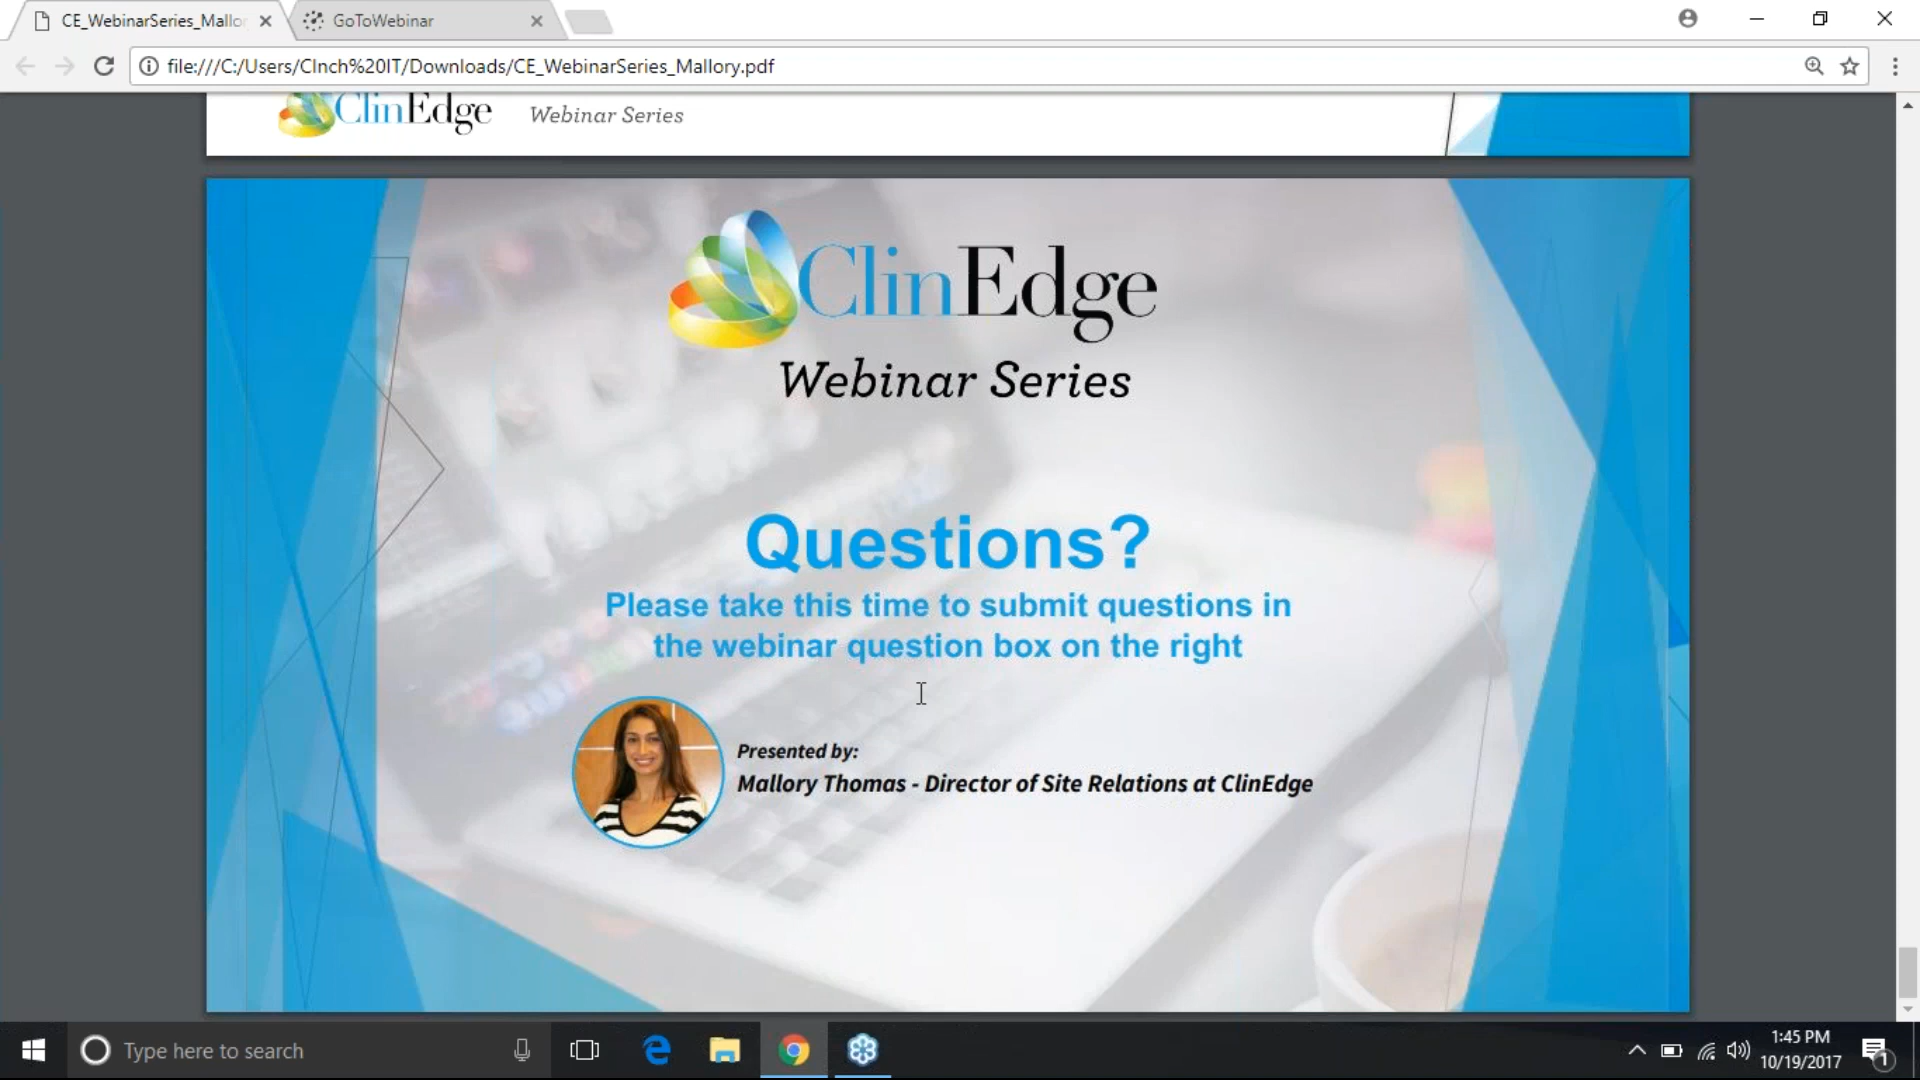 CE_WebinarSeries_Mallo
GoToWebinar
file:///C:/Users/CInch%20IT/Downloads/CE_WebinarSeries_Mallory.pdf
ClinEdge Webinar Series
ClinEdge
Webinar Series
Questions?
Please take this time to submit questions in
the webinar question box on the right
Presented by:
Mallory Thomas - Director of Site Relations at ClinEdge
Type here to search
1:45 PM
10/19/2017
1